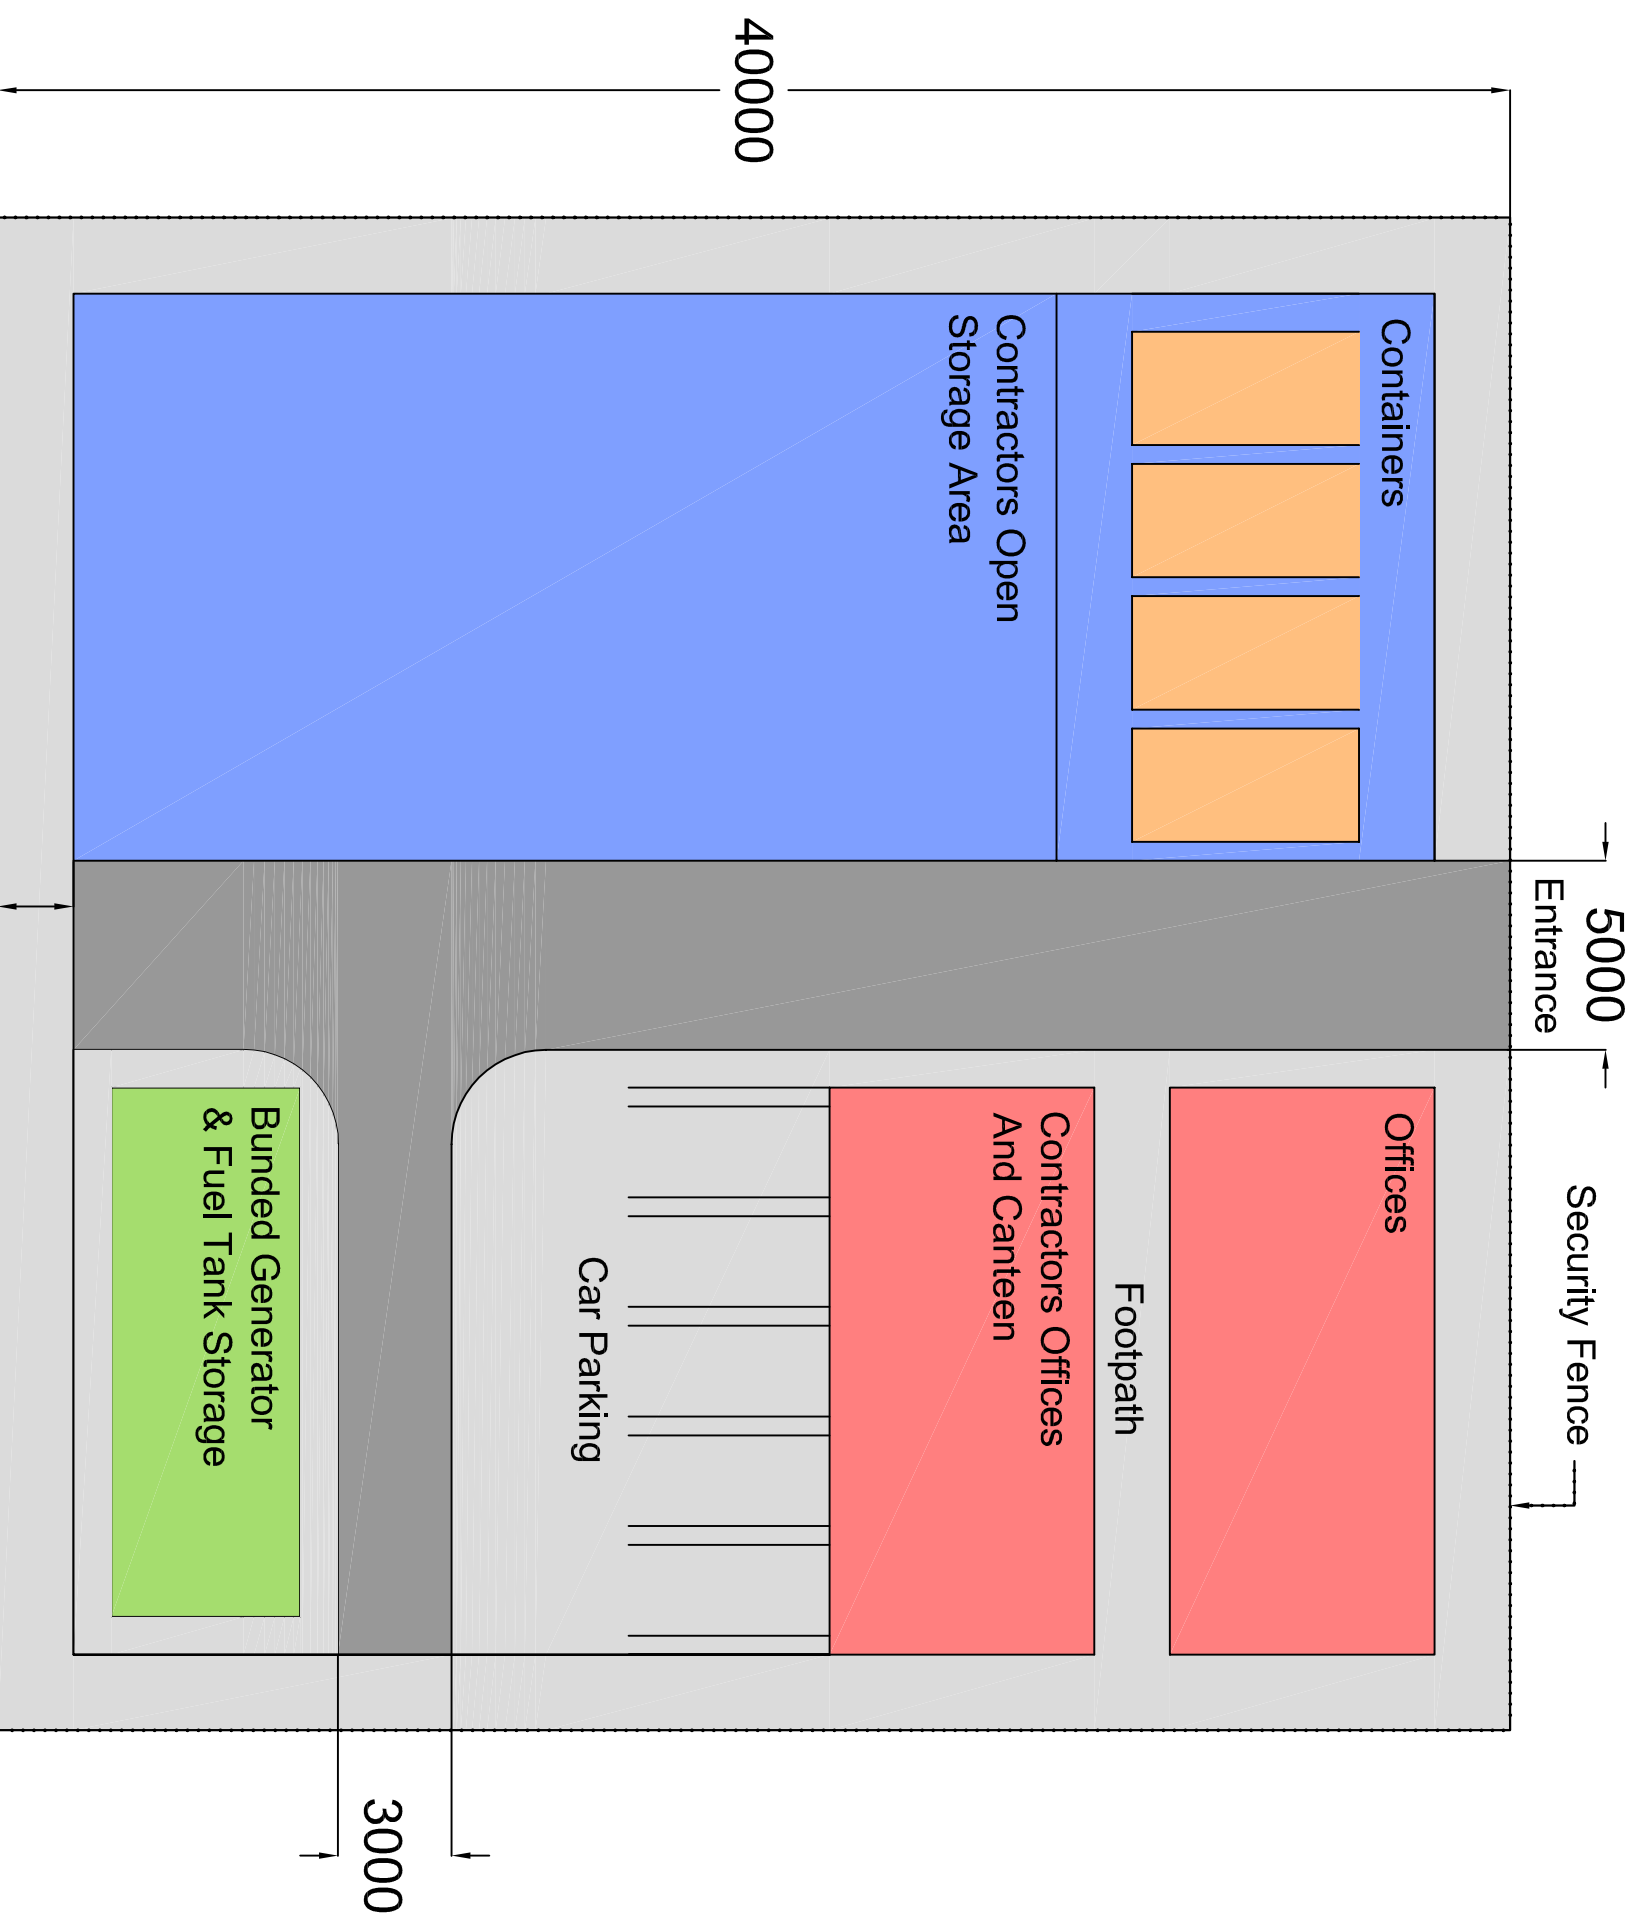 40000
5000
Entrance
Security Fence
Containers
Offices
Footpath
Contractors Open
Storage Area
Contractors Offices
And Canteen
Car Parking
Bunded Generator
& Fuel Tank Storage
3000